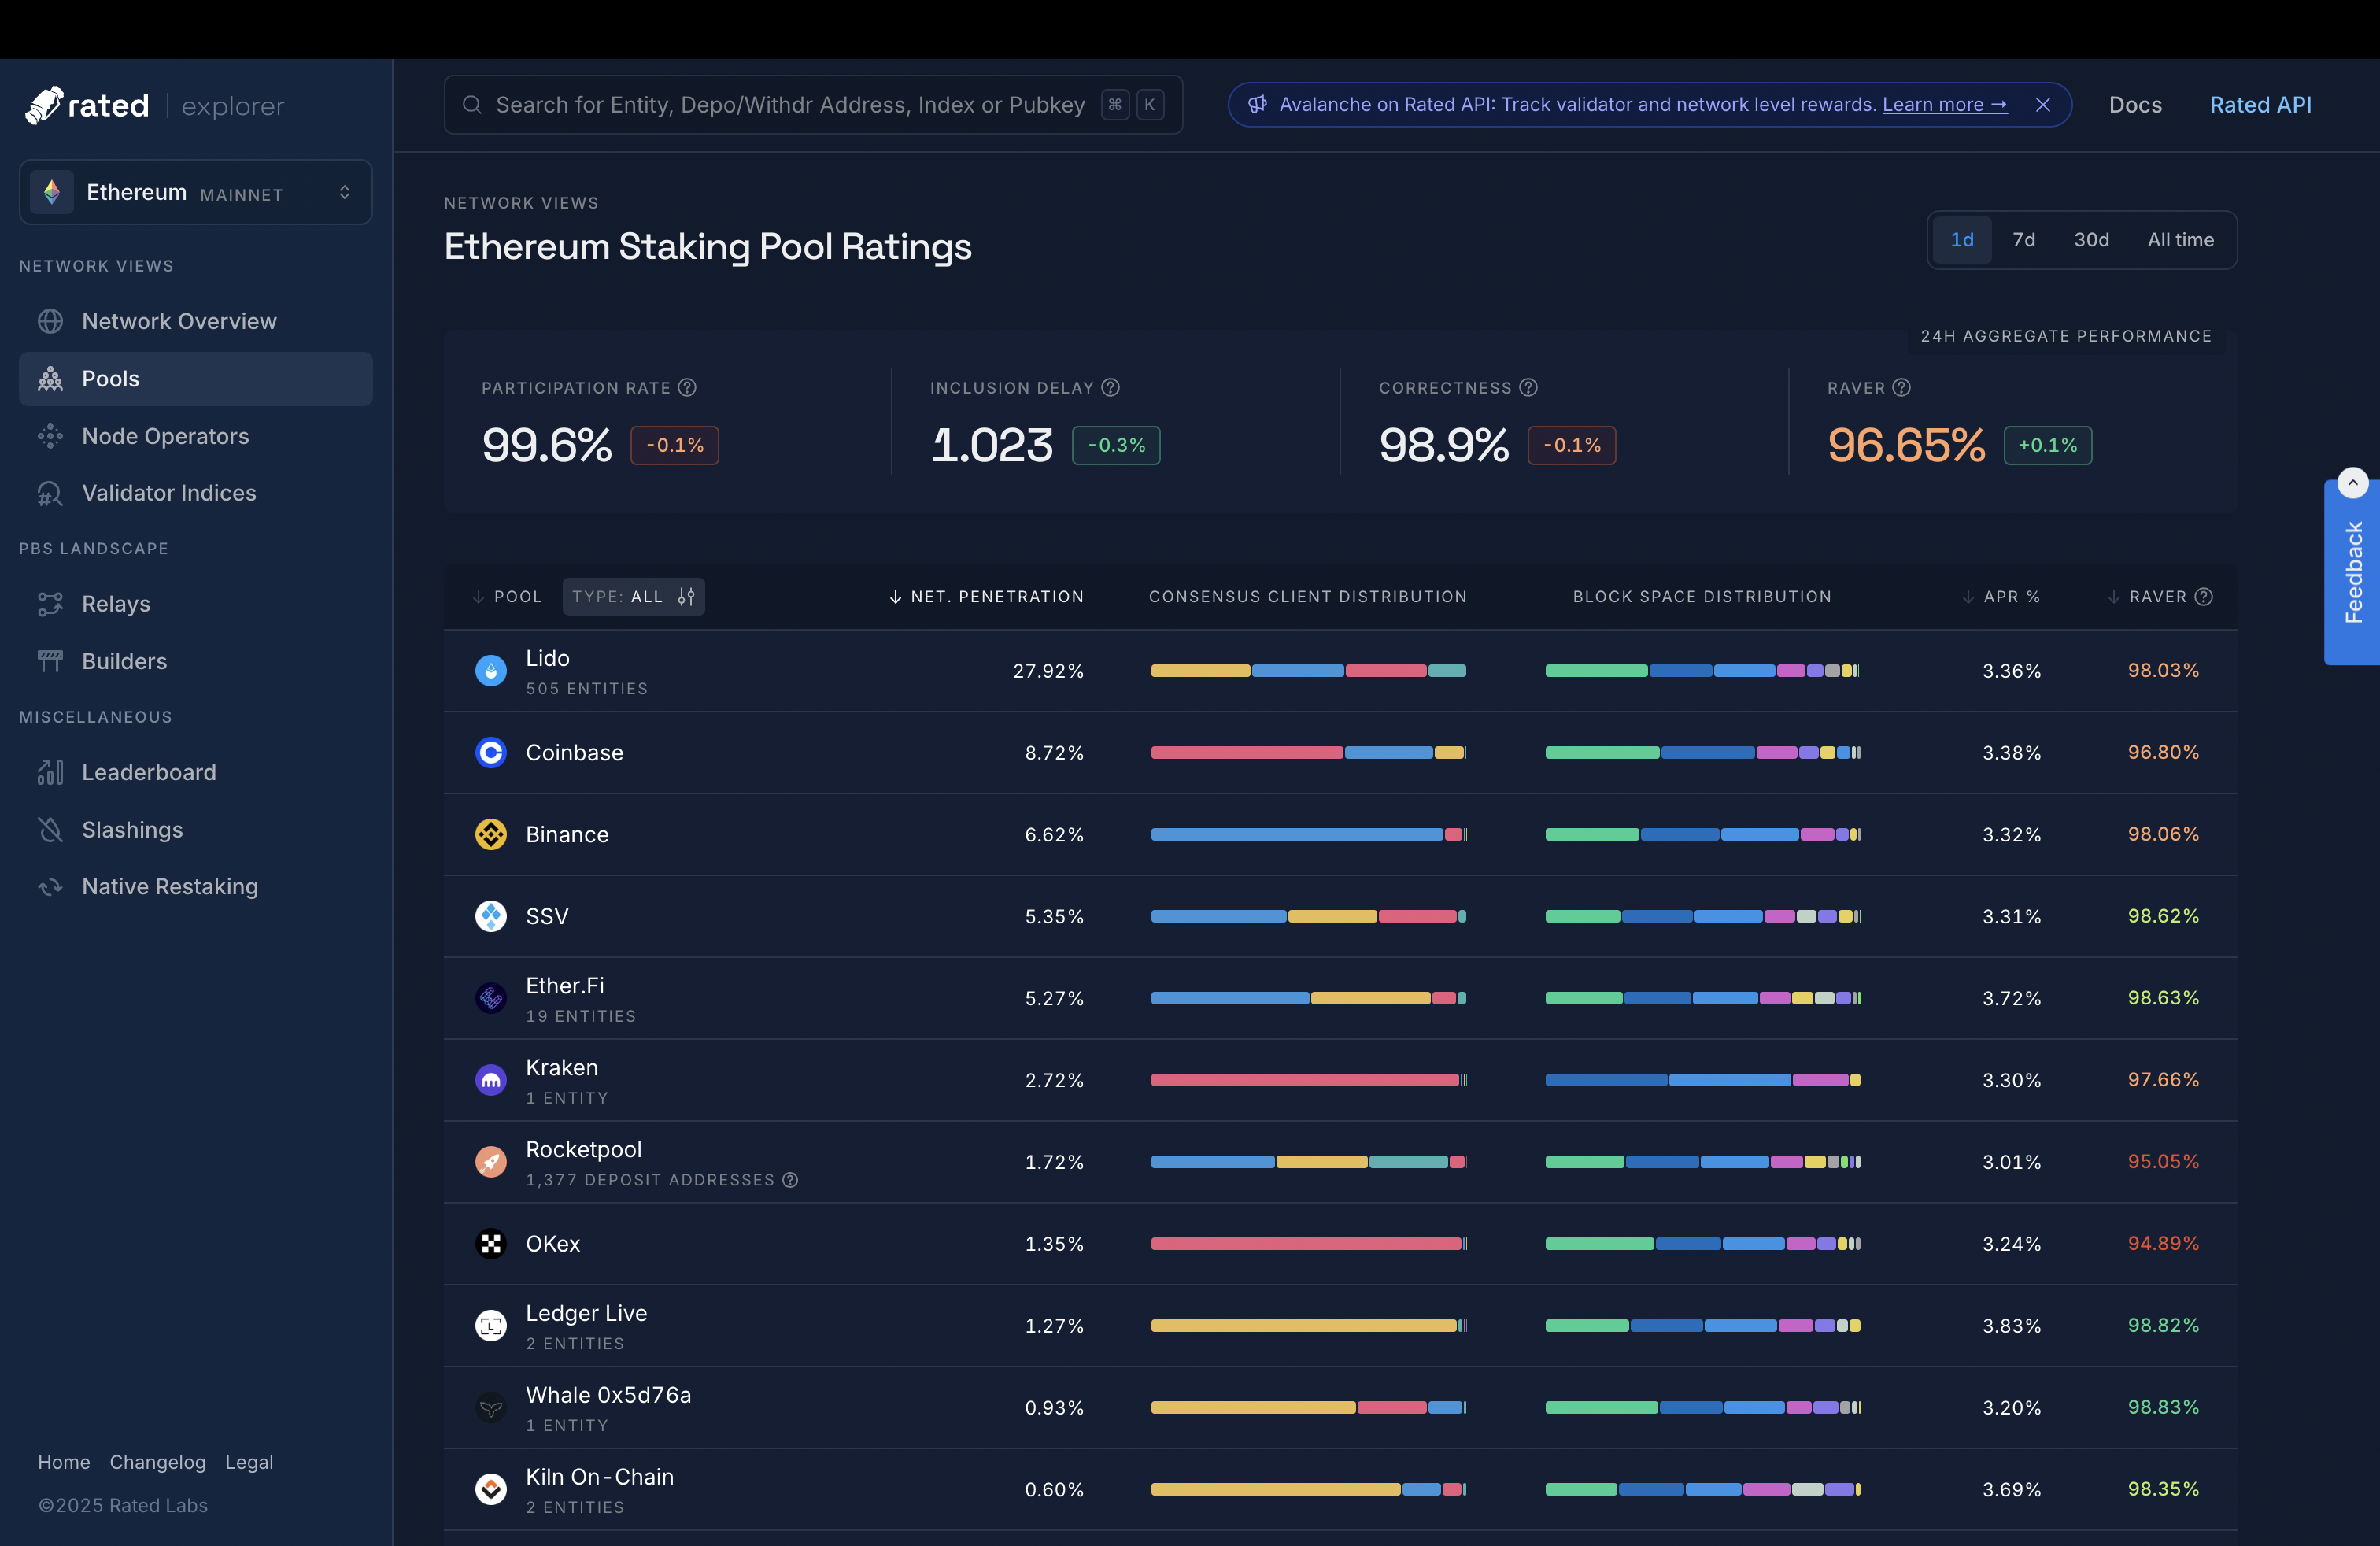 rated | explorer
Search for Entity, Depo/Withdr Address, Index or Pubkey ⌘ K
Avalanche on Rated API: Track validator and network level rewards. Learn more →
Docs
Rated API
Ethereum MAINNET
NETWORK VIEWS
Network Overview
Pools
Node Operators
Validator Indices
PBS LANDSCAPE
Relays
Builders
MISCELLANEOUS
Leaderboard
Slashings
Native Restaking
Home Changelog Legal
©2025 Rated Labs
NETWORK VIEWS
Ethereum Staking Pool Ratings
1d 7d 30d All time
24H AGGREGATE PERFORMANCE
PARTICIPATION RATE
99.6% -0.1%
INCLUSION DELAY
1.023 -0.3%
CORRECTNESS
98.9% -0.1%
RAVER
96.65% +0.1%
POOL TYPE: ALL NET. PENETRATION CONSENSUS CLIENT DISTRIBUTION BLOCK SPACE DISTRIBUTION APR % RAVER
Lido 27.92% 3.36% 98.03%
505 ENTITIES
Coinbase 8.72% 3.38% 96.80%
Binance 6.62% 3.32% 98.06%
SSV 5.35% 3.31% 98.62%
Ether.Fi 5.27% 3.72% 98.63%
19 ENTITIES
Kraken 2.72% 3.30% 97.66%
1 ENTITY
Rocketpool 1.72% 3.01% 95.05%
1,377 DEPOSIT ADDRESSES
OKex 1.35% 3.24% 94.89%
Ledger Live 1.27% 3.83% 98.82%
2 ENTITIES
Whale 0x5d76a 0.93% 3.20% 98.83%
1 ENTITY
Kiln On-Chain 0.60% 3.69% 98.35%
2 ENTITIES
Feedback